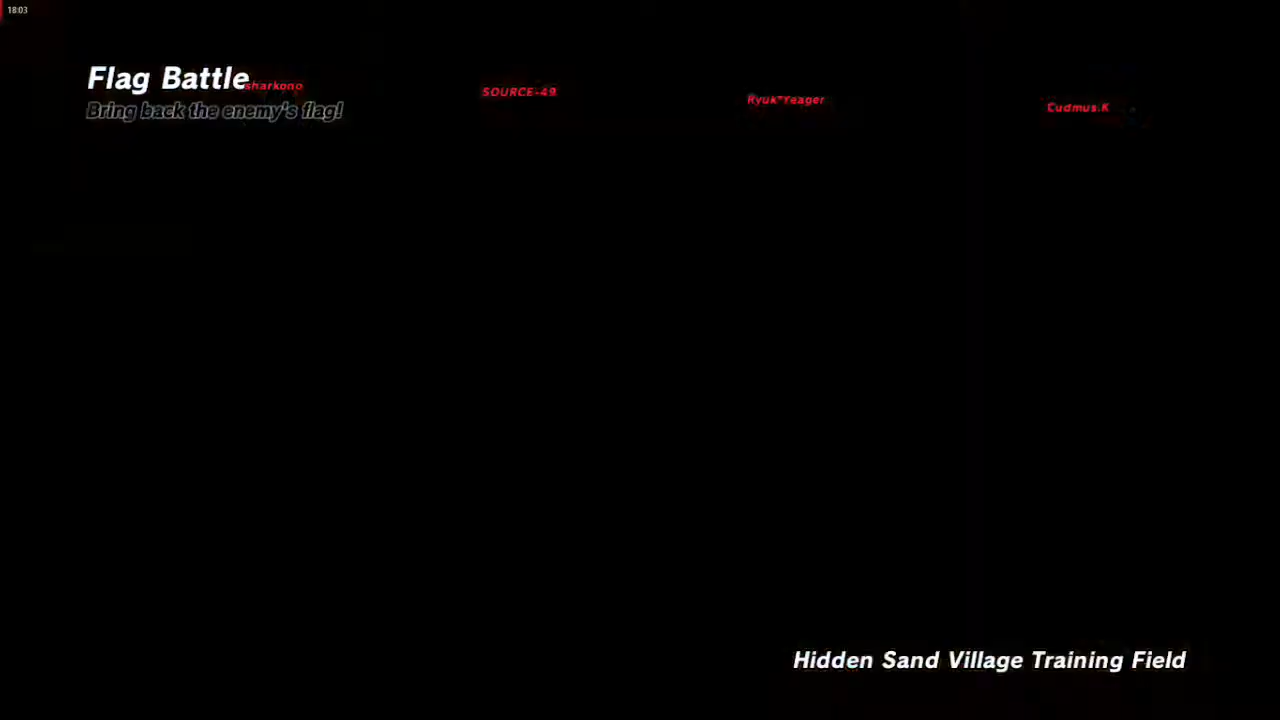 18:03
Flag Battle
sharkono
SOURCE-49
Ryuk*Yeager
Cudmus.K
Bring back the enemy's flag!
Hidden Sand Village Training Field